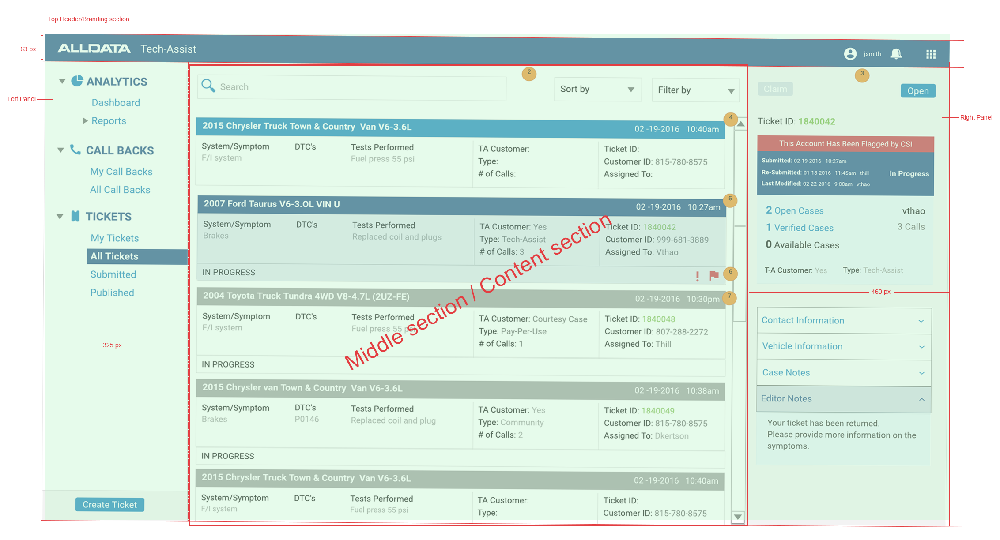 Top Header/Branding section
63 px
ALLDATA Tech-Assist
jsmith
Left Panel
ANALYTICS
Dashboard
Reports
CALL BACKS
My Call Backs
All Call Backs
TICKETS
My Tickets
All Tickets
Submitted
Published
325 px
Create Ticket
2
Search
Sort by
Filter by
4
2015 Chrysler Truck Town & Country Van V6-3.6L 02 -19-2016 10:40am
System/Symptom DTC's Tests Performed
F/I system Fuel press 55 psi
TA Customer:
Type:
# of Calls:
Ticket ID:
Customer ID: 815-780-8575
Assigned To:
5
2007 Ford Taurus V6-3.OL VIN U 02 -19-2016 10:27am
System/Symptom DTC's Tests Performed
Brakes Replaced coil and plugs
TA Customer: Yes
Type: Tech-Assist
# of Calls: 3
Ticket ID: 1840042
Customer ID: 999-681-3889
Assigned To: Vthao
IN PROGRESS
!
6
Middle section / Content section
7
2004 Toyota Truck Tundra 4WD V8-4.7L (2UZ-FE) 02 -19-2016 10:30pm
System/Symptom DTC's Tests Performed
F/I system Fuel press 55 psi
TA Customer: Courtesy Case
Type: Pay-Per-Use
# of Calls: 1
Ticket ID: 1840048
Customer ID: 807-288-2272
Assigned To: Thill
IN PROGRESS
2015 Chrysler van Town & Country Van V6-3.6L 02 -19-2016 10:38am
System/Symptom DTC's Tests Performed
Brakes P0146 Replaced coil and plug
TA Customer: Yes
Type: Community
# of Calls: 2
Ticket ID: 1840049
Customer ID: 815-780-8575
Assigned To: Dkertson
IN PROGRESS
2015 Chrysler Truck Town & Country Van V6-3.6L 02 -19-2016 10:40am
System/Symptom DTC's Tests Performed
F/I system Fuel press 55 psi
TA Customer:
Type:
Ticket ID:
Customer ID: 815-780-8575
3
Claim
Open
Right Panel
Ticket ID: 1840042
This Account Has Been Flagged by CSI
Submitted: 02-19-2016 10:27am
Re-Submitted: 01-18-2016 11:45am thill
In Progress
Last Modified: 02-22-2016 9:00am vthao
2 Open Cases vthao
1 Verified Cases 3 Calls
0 Available Cases
T-A Customer: Yes Type: Tech-Assist
460 px
Contact Information
Vehicle Information
Case Notes
Editor Notes
Your ticket has been returned.
Please provide more information on the
symptoms.